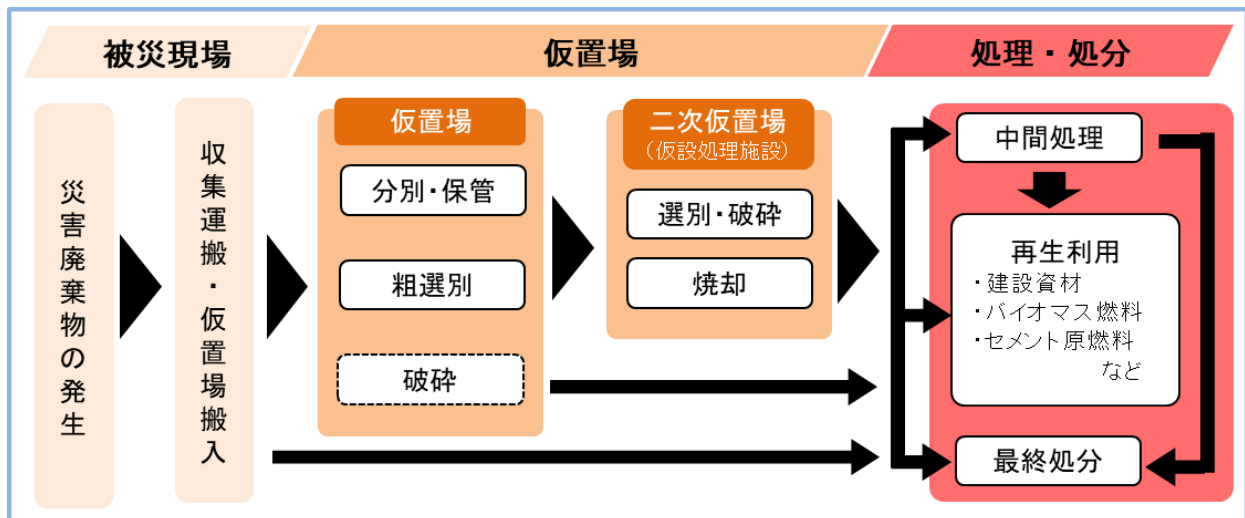 被災現場
仮置場
処理・処分
災害廃棄物の発生
収集運搬・仮置場搬入
仮置場
分別・保管
粗選別
破砕
二次仮置場
（仮設処理施設）
選別・破砕
焼却
中間処理
再生利用
・建設資材
・バイオマス燃料
・セメント原燃料
など
最終処分